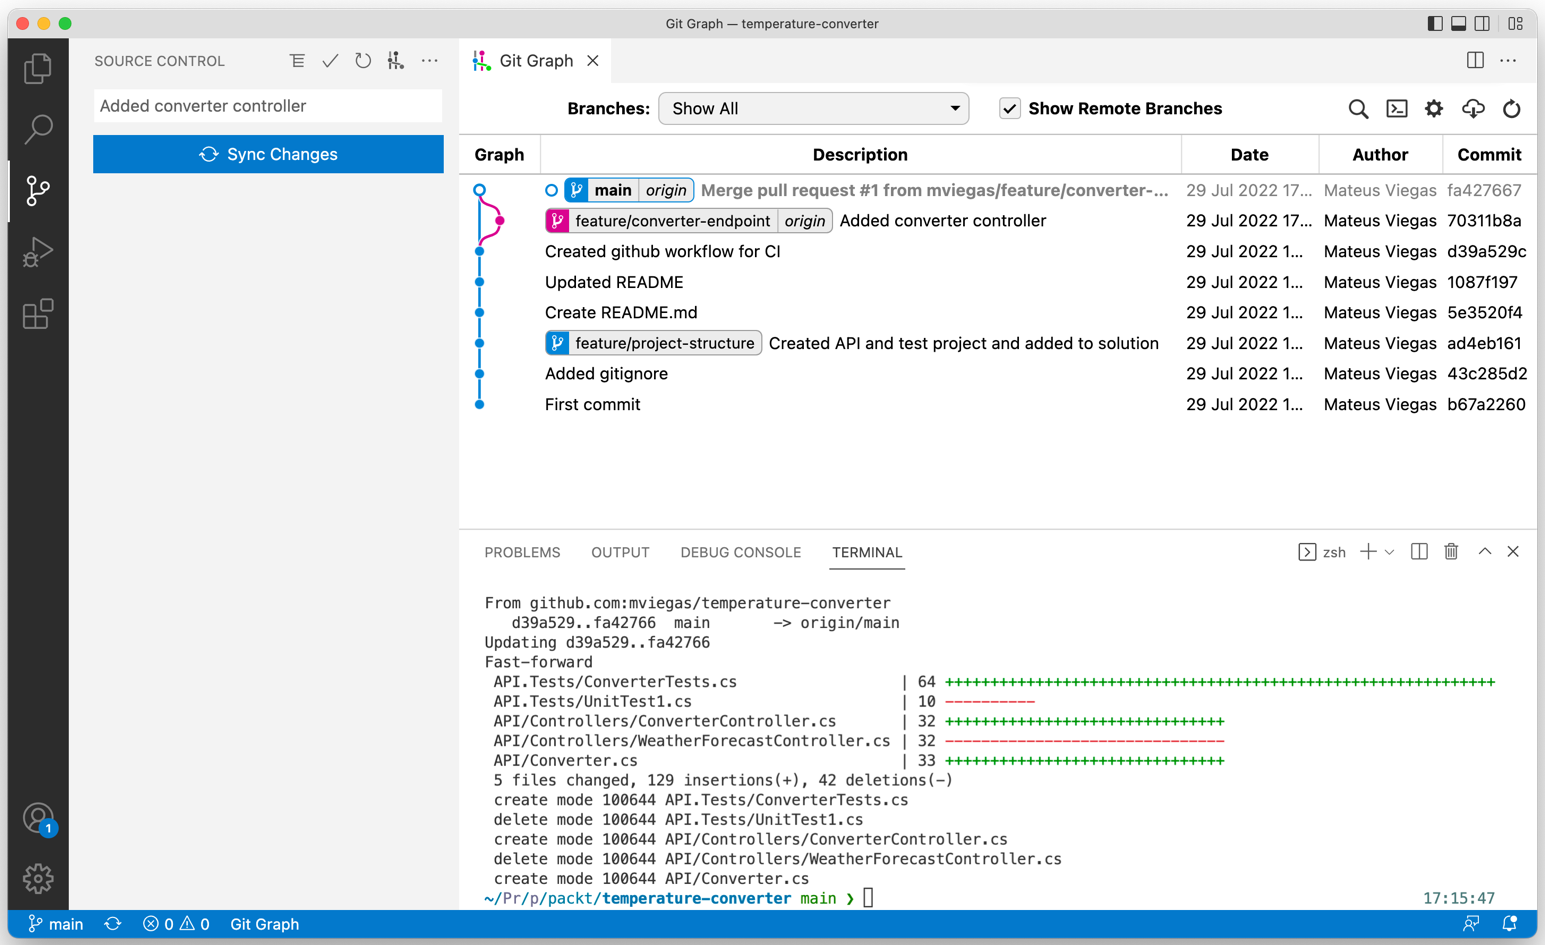 Git Graph — temperature-converter
SOURCE CONTROL
Added converter controller
Sync Changes
Git Graph
Branches: Show All Show Remote Branches
Graph Description Date Author Commit
main origin Merge pull request #1 from mviegas/feature/converter-... 29 Jul 2022 17... Mateus Viegas fa427667
feature/converter-endpoint origin Added converter controller 29 Jul 2022 17... Mateus Viegas 70311b8a
Created github workflow for CI 29 Jul 2022 1... Mateus Viegas d39a529c
Updated README 29 Jul 2022 1... Mateus Viegas 1087f197
Create README.md 29 Jul 2022 1... Mateus Viegas 5e3520f4
feature/project-structure Created API and test project and added to solution 29 Jul 2022 1... Mateus Viegas ad4eb161
Added gitignore 29 Jul 2022 1... Mateus Viegas 43c285d2
First commit 29 Jul 2022 1... Mateus Viegas b67a2260
PROBLEMS OUTPUT DEBUG CONSOLE TERMINAL zsh
From github.com:mviegas/temperature-converter
d39a529..fa42766 main -> origin/main
Updating d39a529..fa42766
Fast-forward
API.Tests/ConverterTests.cs | 64 +++++++++++++++++++++++++++++++++++++++++++++++++++++++++++++
API.Tests/UnitTest1.cs | 10 ----------
API/Controllers/ConverterController.cs | 32 +++++++++++++++++++++++++++++++
API/Controllers/WeatherForecastController.cs | 32 -------------------------------
API/Converter.cs | 33 +++++++++++++++++++++++++++++++
5 files changed, 129 insertions(+), 42 deletions(-)
create mode 100644 API.Tests/ConverterTests.cs
delete mode 100644 API.Tests/UnitTest1.cs
create mode 100644 API/Controllers/ConverterController.cs
delete mode 100644 API/Controllers/WeatherForecastController.cs
create mode 100644 API/Converter.cs
~/Pr/p/packt/temperature-converter main ❯ 17:15:47
1
main 0 0 Git Graph